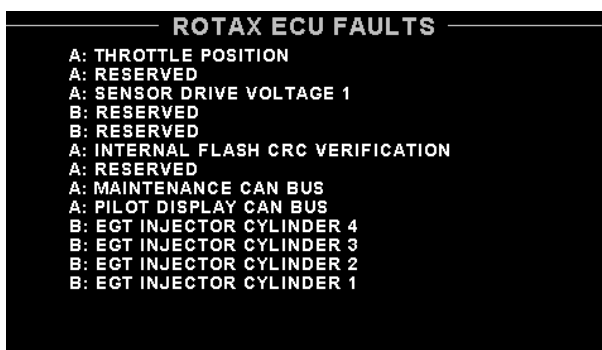 ROTAX ECU FAULTS
A: THROTTLE POSITION
A: RESERVED
A: SENSOR DRIVE VOLTAGE 1
B: RESERVED
B: RESERVED
A: INTERNAL FLASH CRC VERIFICATION
A: RESERVED
A: MAINTENANCE CAN BUS
A: PILOT DISPLAY CAN BUS
B: EGT INJECTOR CYLINDER 4
B: EGT INJECTOR CYLINDER 3
B: EGT INJECTOR CYLINDER 2
B: EGT INJECTOR CYLINDER 1